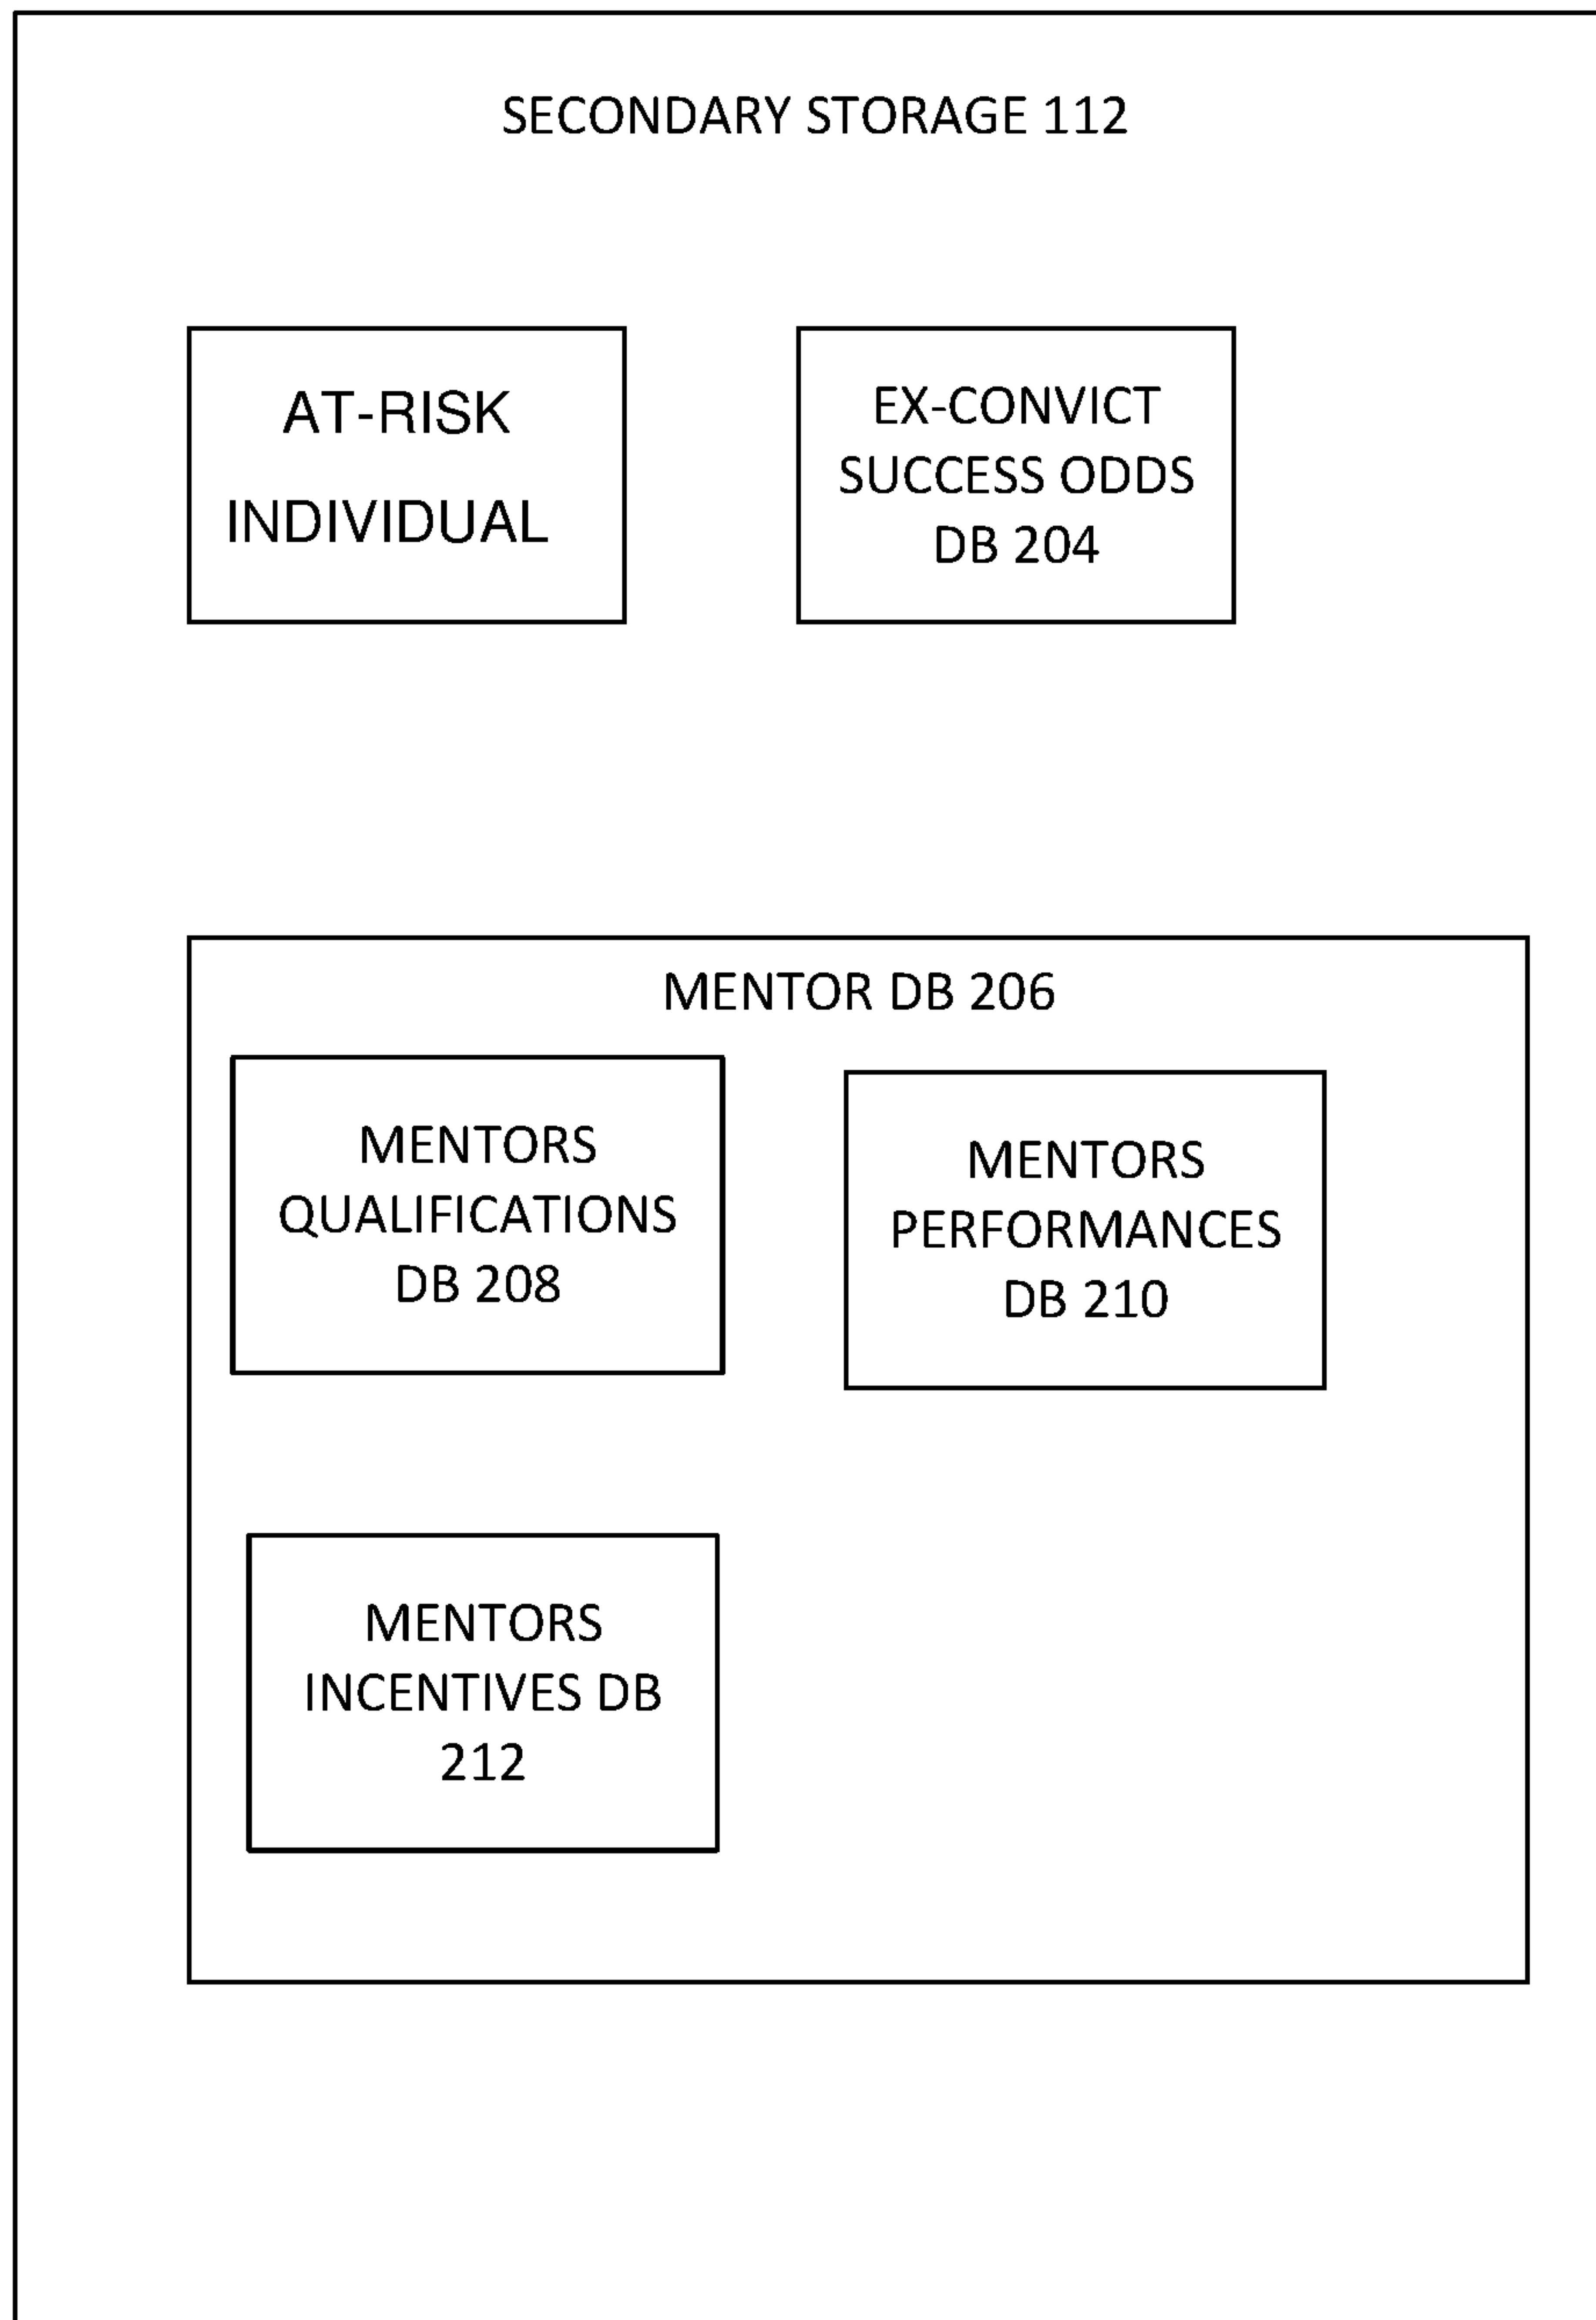 SECONDARY STORAGE 112
AT-RISK
INDIVIDUAL
EX-CONVICT
SUCCESS ODDS
DB 204
MENTOR DB 206
MENTORS
QUALIFICATIONS
DB 208
MENTORS
PERFORMANCES
DB 210
MENTORS
INCENTIVES DB
212